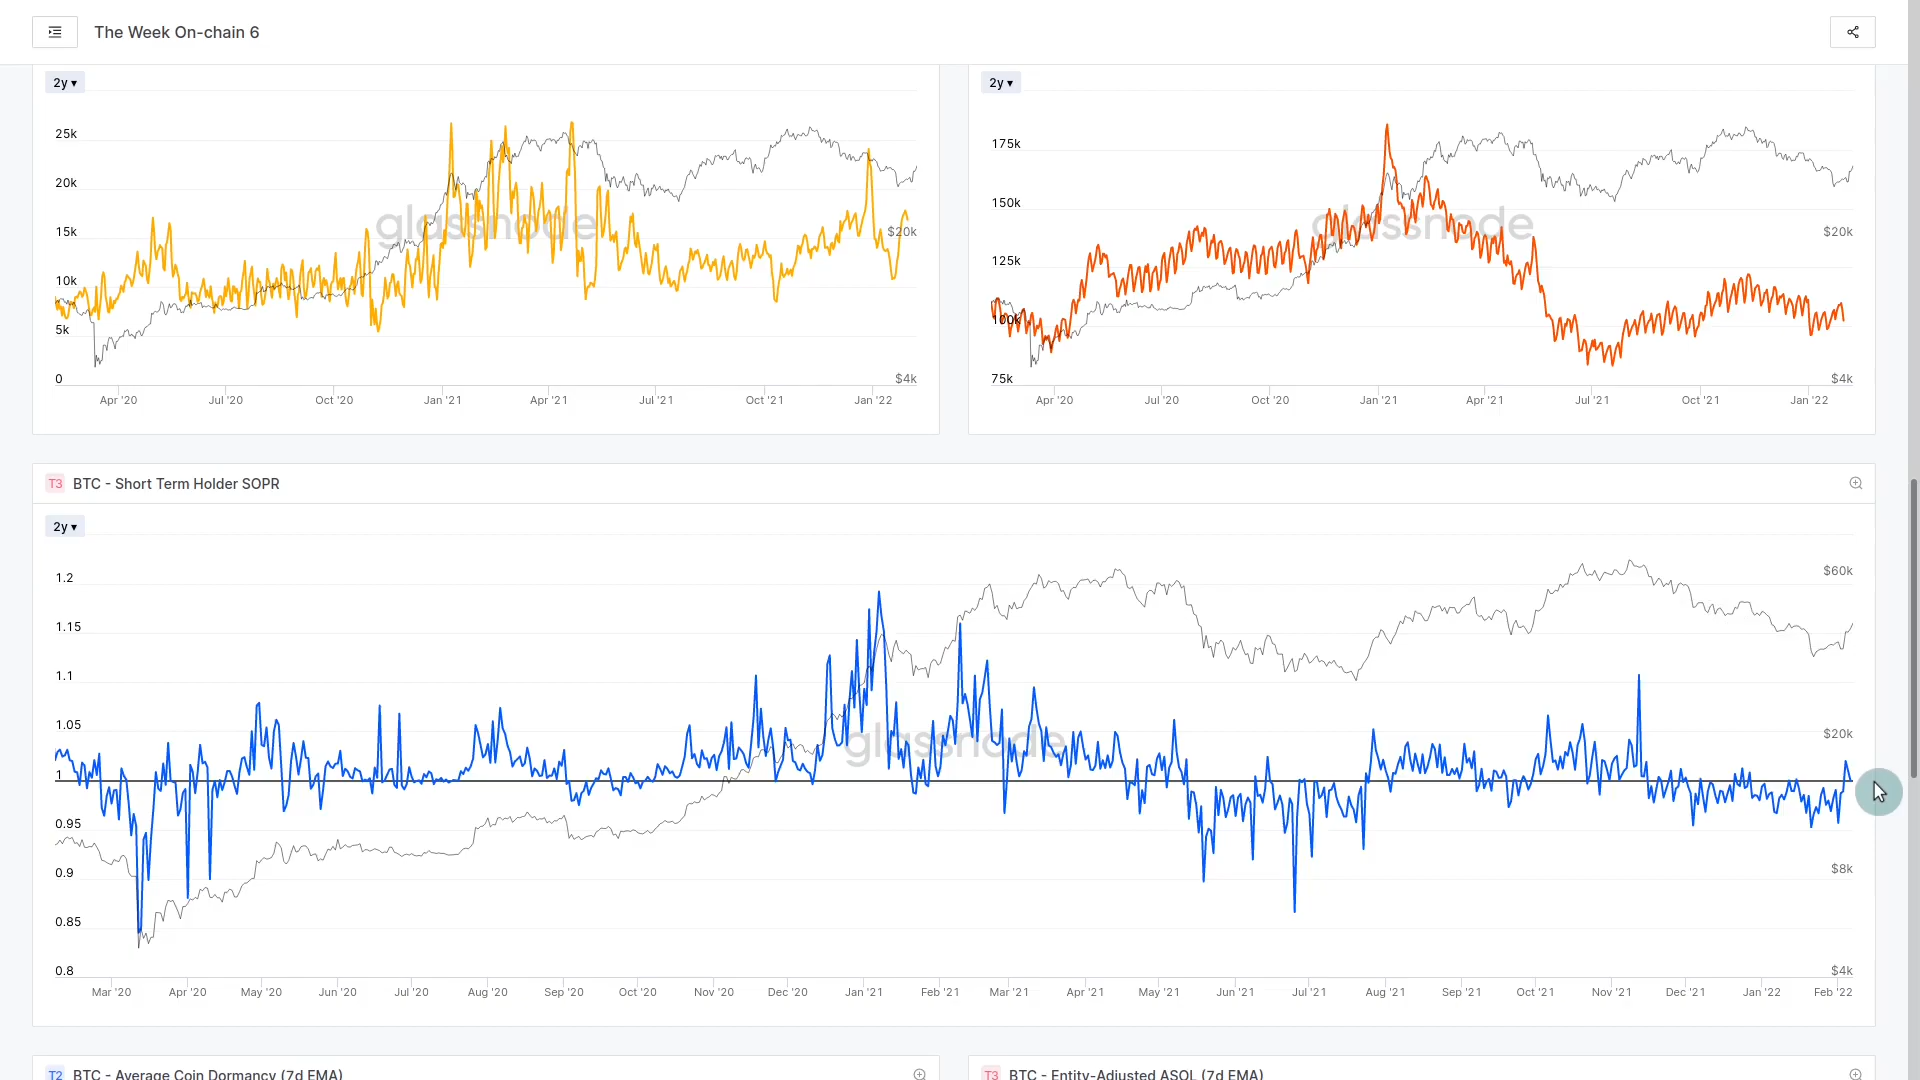 The Week On-chain 6
2y ▾
25k
20k
15k
10k
5k
0
$20k
$4k
glassnode
Apr '20 Jul '20 Oct '20 Jan '21 Apr '21 Jul '21 Oct '21 Jan '22
2y ▾
175k
150k
125k
100k
75k
$20k
$4k
glassnode
Apr '20 Jul '20 Oct '20 Jan '21 Apr '21 Jul '21 Oct '21 Jan '22
T3 BTC - Short Term Holder SOPR
2y ▾
1.2
1.15
1.1
1.05
1
0.95
0.9
0.85
0.8
$60k
$20k
$8k
$4k
glassnode
Mar '20 Apr '20 May '20 Jun '20 Jul '20 Aug '20 Sep '20 Oct '20 Nov '20 Dec '20 Jan '21 Feb '21 Mar '21 Apr '21 May '21 Jun '21 Jul '21 Aug '21 Sep '21 Oct '21 Nov '21 Dec '21 Jan '22 Feb '22
T2 BTC - Average Coin Dormancy (7d EMA)
T3 BTC - Entity-Adjusted ASOL (7d EMA)